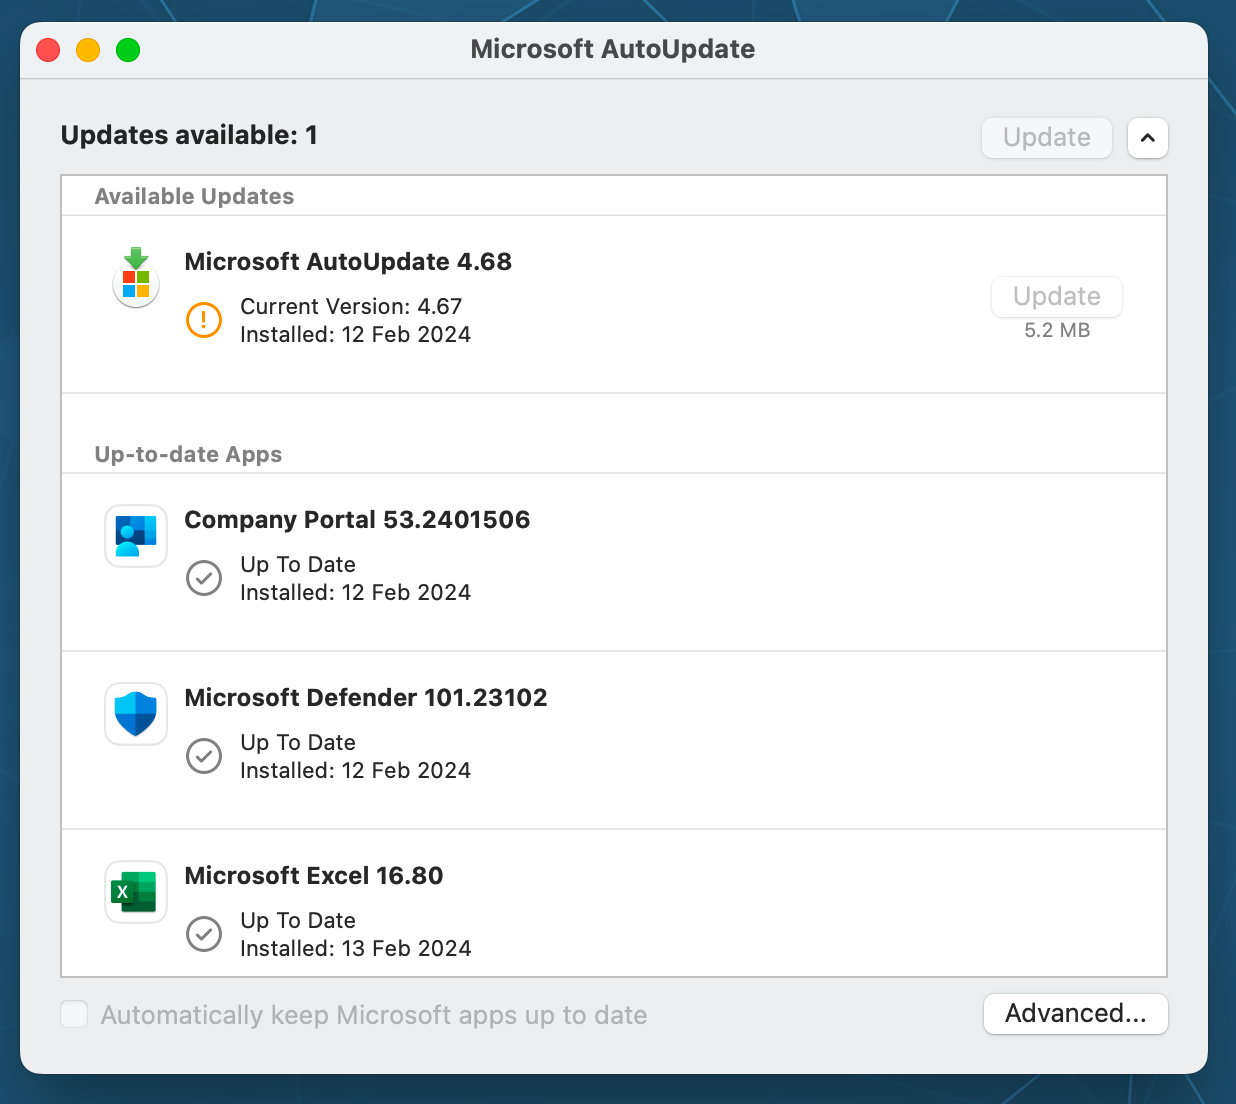 Microsoft AutoUpdate
Updates available: 1
Update
Available Updates
Microsoft AutoUpdate 4.68
Current Version: 4.67
Installed: 12 Feb 2024
Update
5.2 MB
Up-to-date Apps
Company Portal 53.2401506
Up To Date
Installed: 12 Feb 2024
Microsoft Defender 101.23102
Up To Date
Installed: 12 Feb 2024
X
Microsoft Excel 16.80
Up To Date
Installed: 13 Feb 2024
Automatically keep Microsoft apps up to date
Advanced...